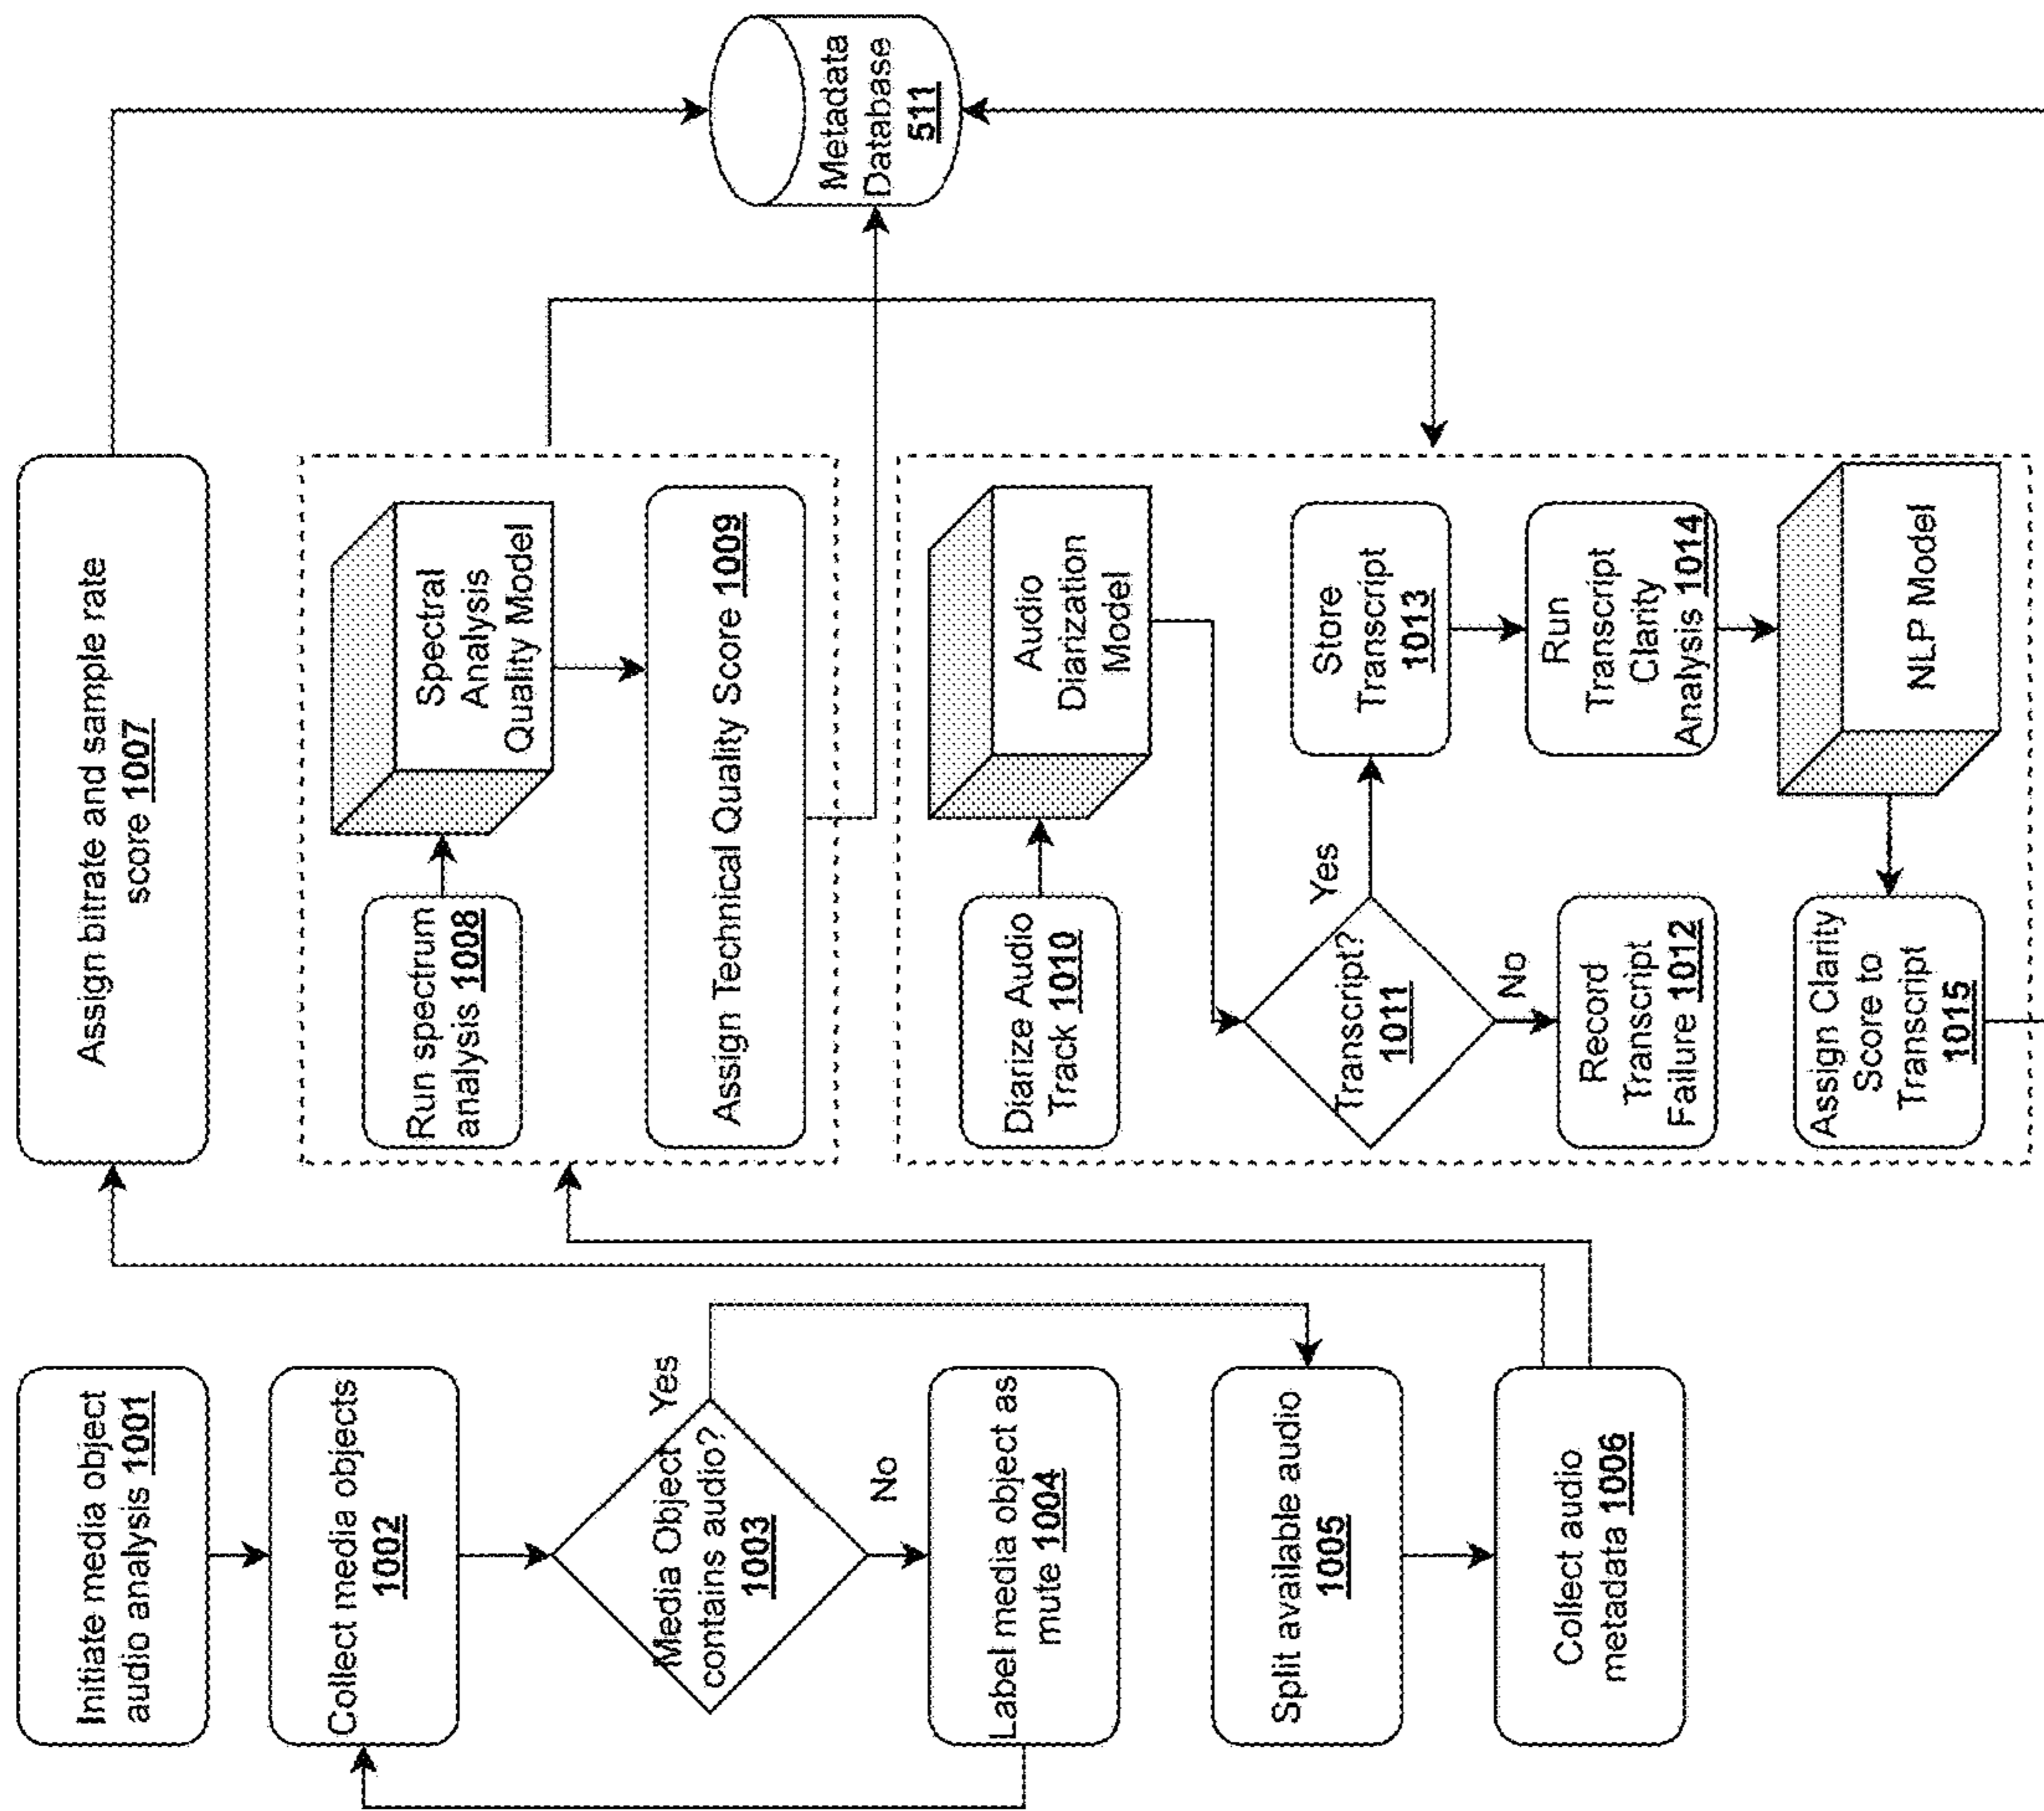 Initiate media object
audio analysis 1001
Collect media objects
1002
Media Object
contains audio?
1003
Yes
No
Label media object as
mute 1004
Split available audio
1005
Collect audio
metadata 1006
Assign bitrate and sample rate
score 1007
Run spectrum
analysis 1008
Spectral
Analysis
Quality Model
Assign Technical Quality Score 1009
Diarize Audio
Track 1010
Audio
Diarization
Model
Transcript?
1011
Yes
No
Record
Transcript
Failure 1012
Store
Transcript
1013
Run
Transcript
Clarity
Analysis 1014
NLP Model
Assign Clarity
Score to
Transcript
1015
Metadata
Database
511